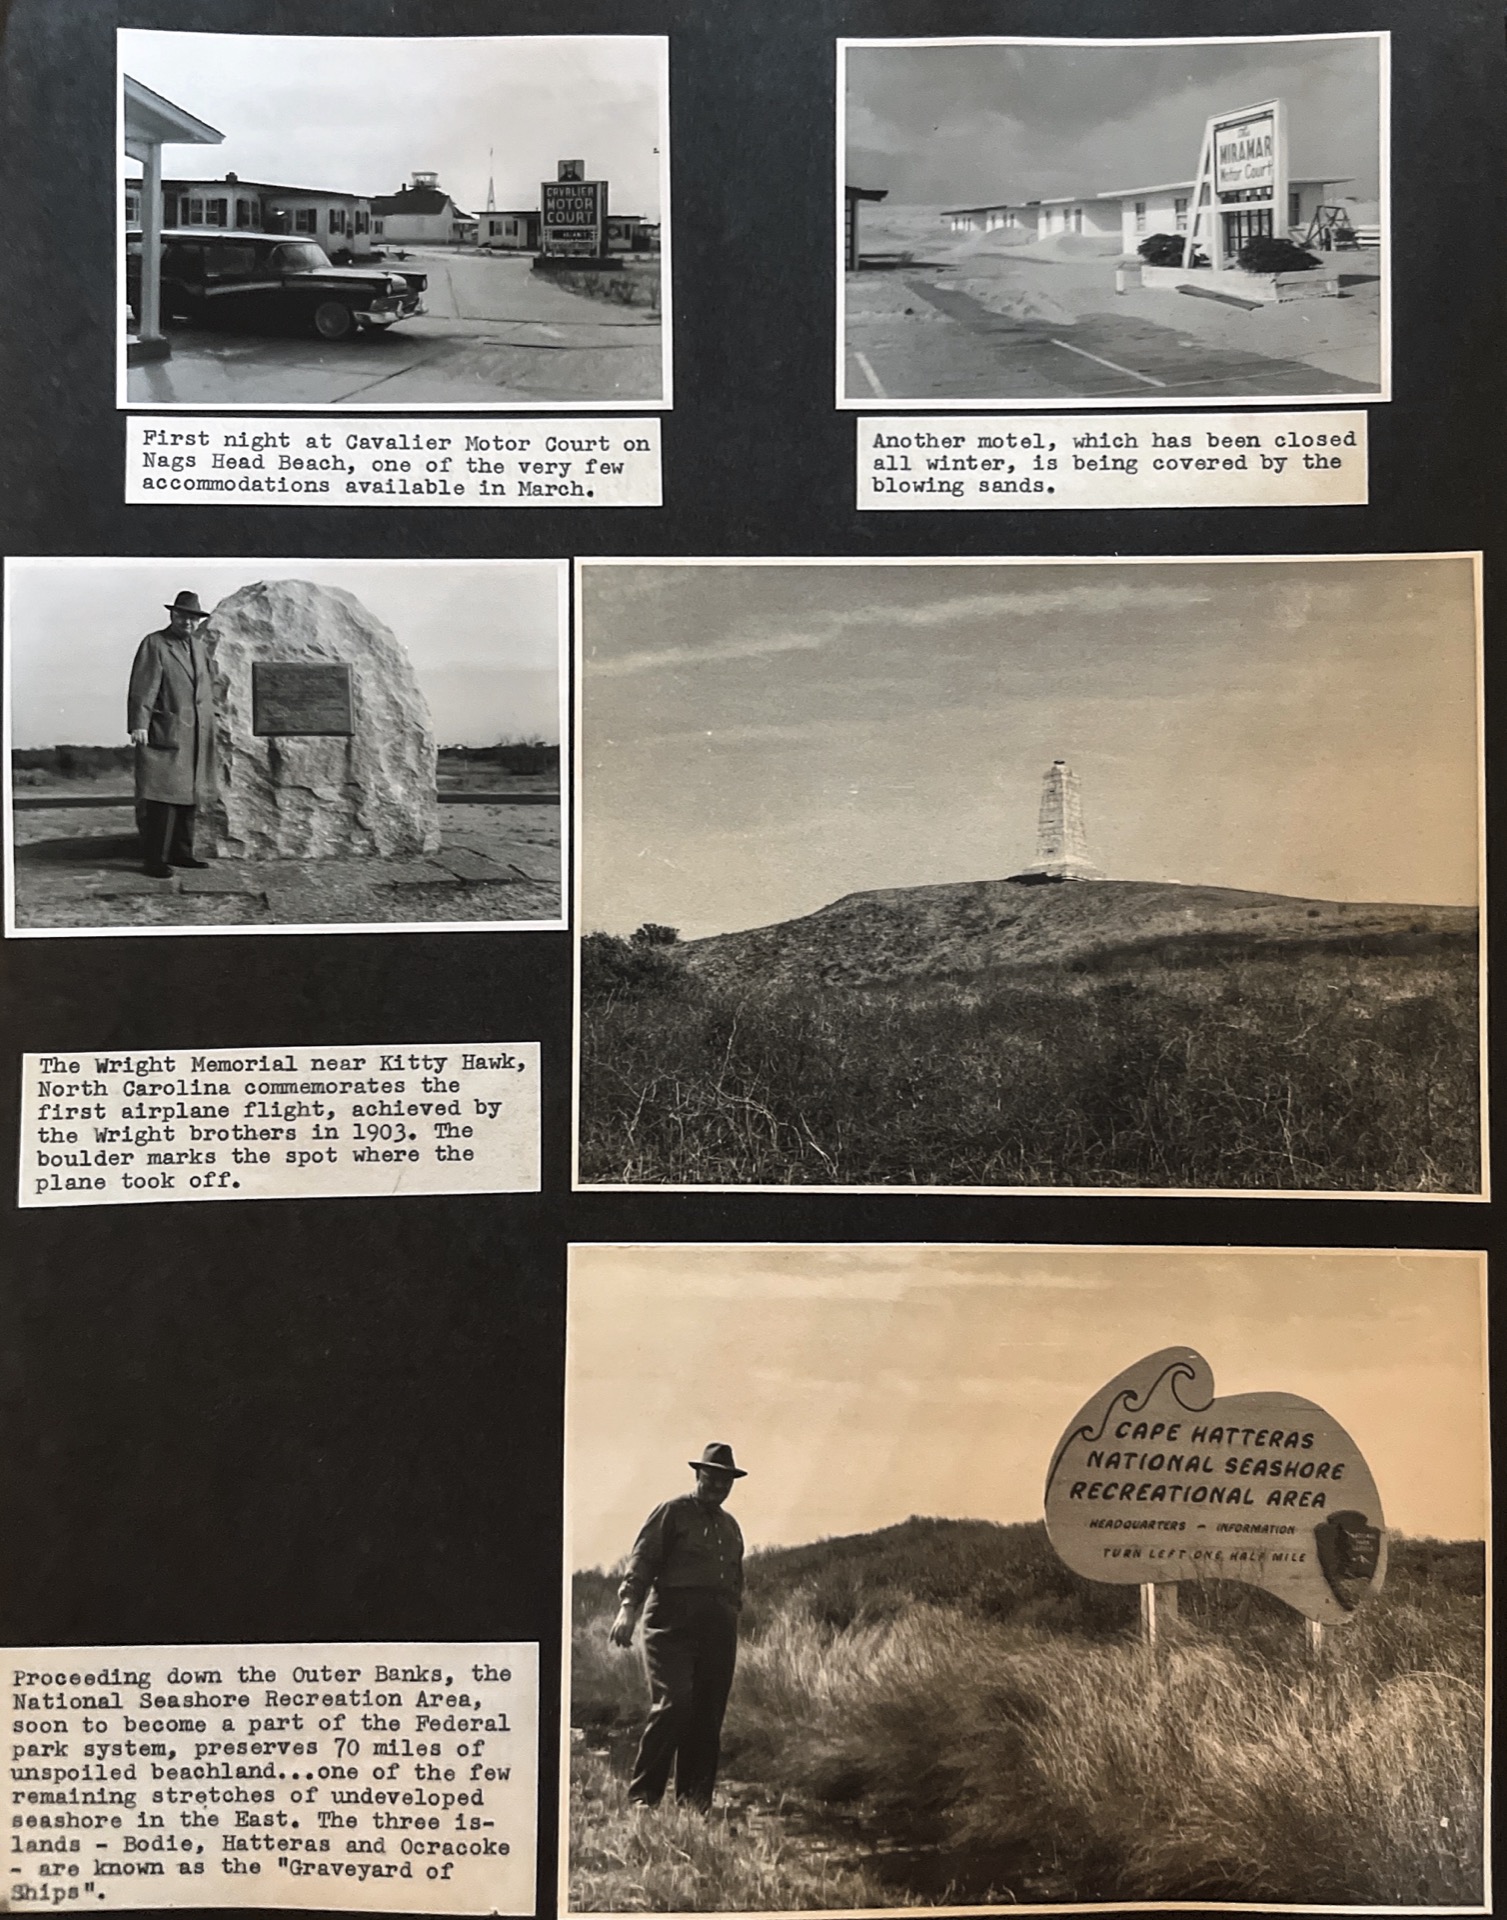 CAVALIER
MOTOR
COURT
The
MIRAMAR
Motor Court
First night at Cavalier Motor Court on
Nags Head Beach, one of the very few
accommodations available in March.
Another motel, which has been closed
all winter, is being covered by the
blowing sands.
The Wright Memorial near Kitty Hawk,
North Carolina commemorates the
first airplane flight, achieved by
the Wright brothers in 1903. The
boulder marks the spot where the
plane took off.
CAPE HATTERAS
NATIONAL SEASHORE
RECREATIONAL AREA
HEADQUARTERS - INFORMATION
TURN LEFT ONE HALF MILE
Proceeding down the Outer Banks, the
National Seashore Recreation Area,
soon to become a part of the Federal
park system, preserves 70 miles of
unspoiled beachland...one of the few
remaining stretches of undeveloped
seashore in the East. The three is-
lands - Bodie, Hatteras and Ocracoke
- are known as the "Graveyard of
Ships".